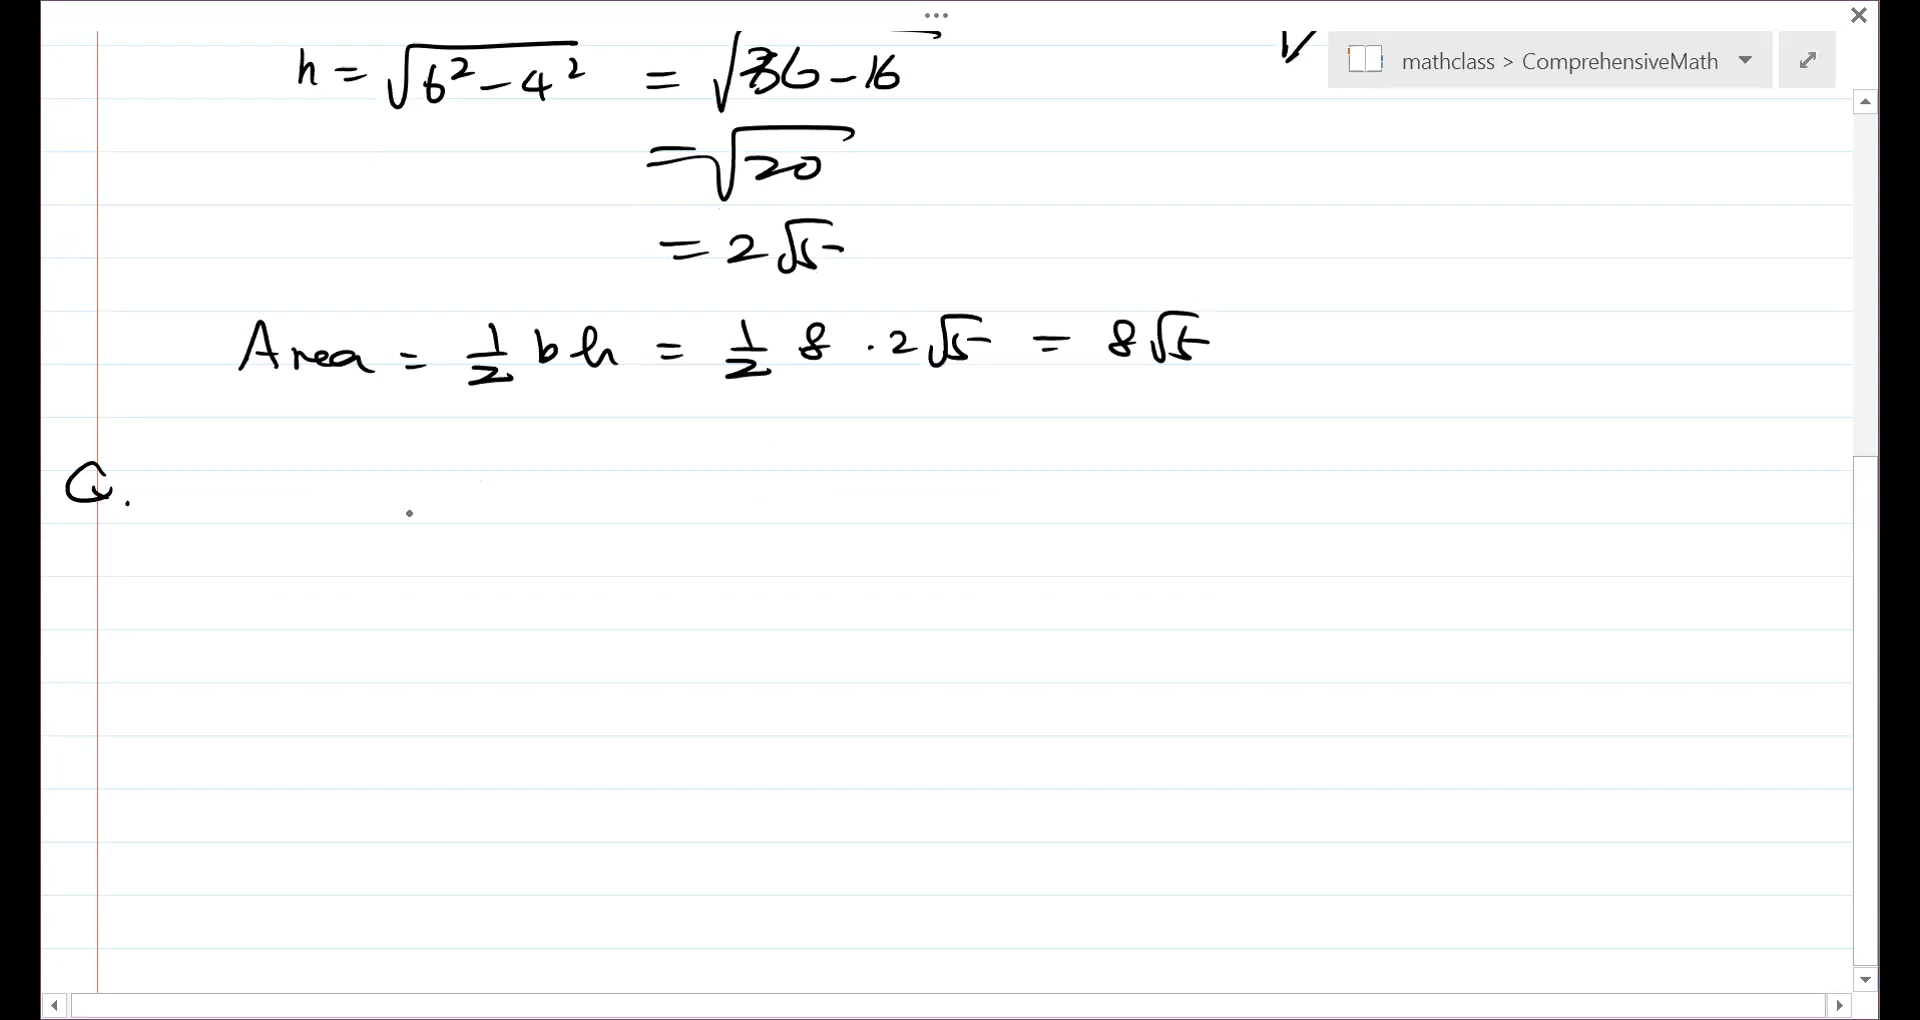 mathclass > ComprehensiveMath
h = √6² - 4² = √36 - 16
= √20
= 2√5
Area = 1/2 b h = 1/2 8 · 2√5 = 8√5
Q.